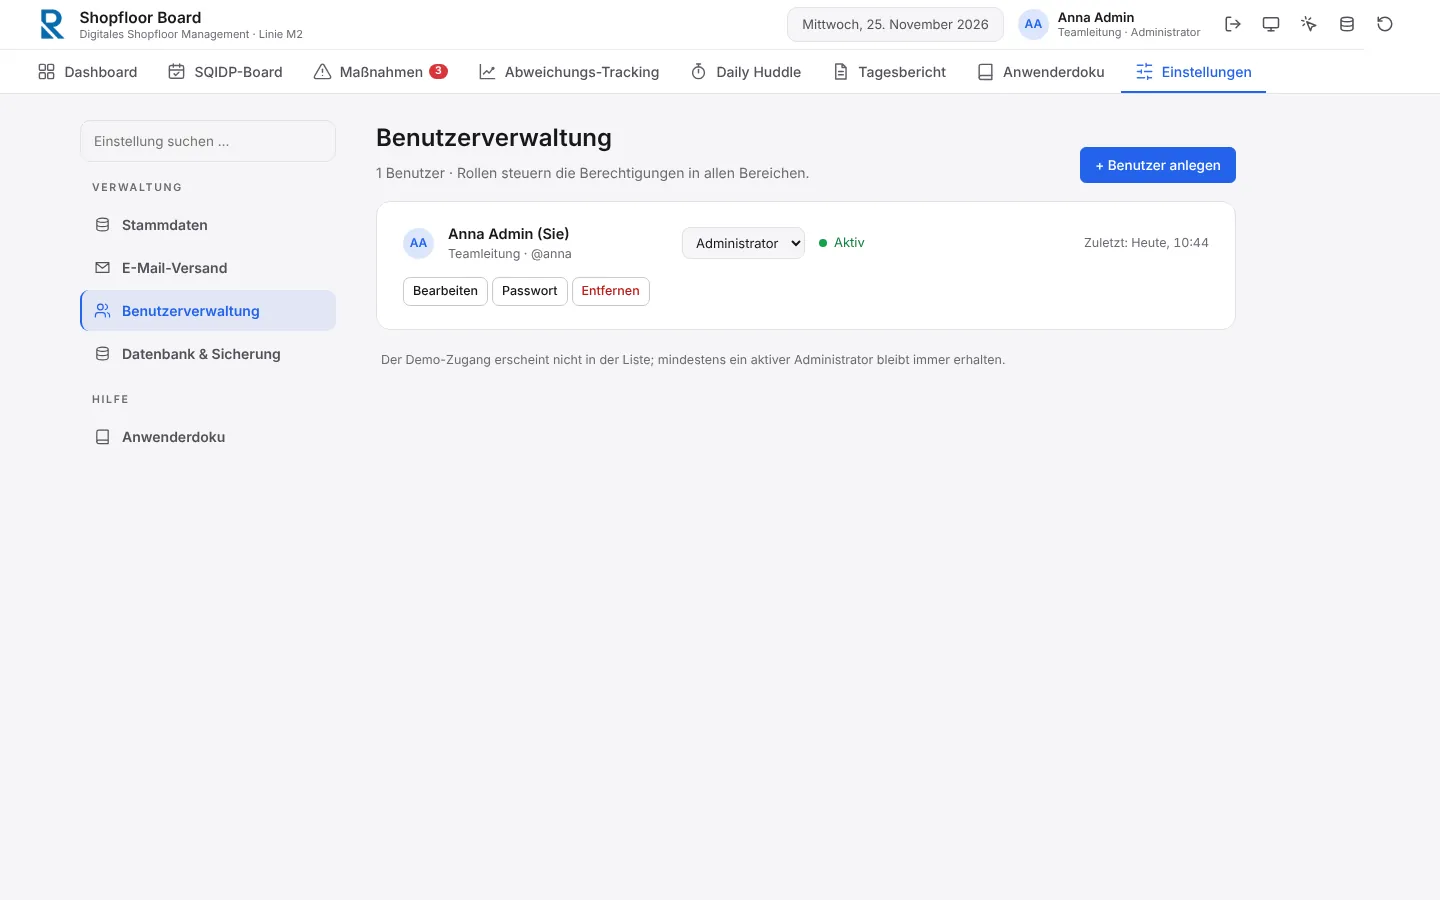 Shopfloor Board
Digitales Shopfloor Management · Linie M2
Mittwoch, 25. November 2026
AA
Anna Admin
Teamleitung · Administrator
Dashboard
SQIDP-Board
Maßnahmen 3
Abweichungs-Tracking
Daily Huddle
Tagesbericht
Anwenderdoku
Einstellungen
Einstellung suchen ...
VERWALTUNG
Stammdaten
E-Mail-Versand
Benutzerverwaltung
Datenbank & Sicherung
HILFE
Anwenderdoku
Benutzerverwaltung
1 Benutzer · Rollen steuern die Berechtigungen in allen Bereichen.
+ Benutzer anlegen
AA
Anna Admin (Sie)
Teamleitung · @anna
Administrator
Aktiv
Zuletzt: Heute, 10:44
Bearbeiten
Passwort
Entfernen
Der Demo-Zugang erscheint nicht in der Liste; mindestens ein aktiver Administrator bleibt immer erhalten.